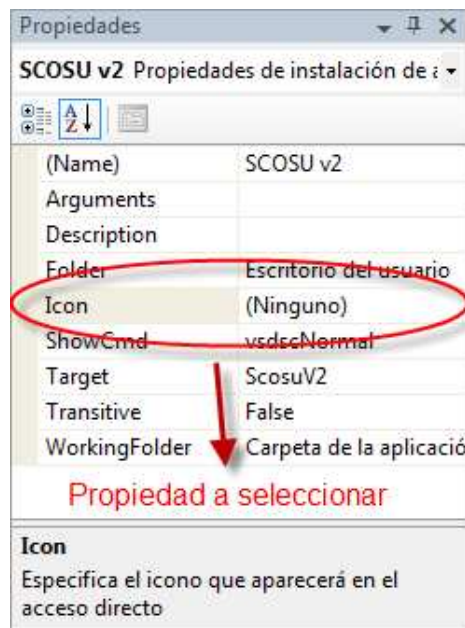 Propiedades
SCOSU v2 Propiedades de instalación de a
(Name) SCOSU v2
Arguments
Description
Folder Escritorio del usuario
Icon (Ninguno)
ShowCmd vsdscNormal
Target ScosuV2
Transitive False
WorkingFolder Carpeta de la aplicació
Propiedad a seleccionar
Icon
Especifica el icono que aparecerá en el
acceso directo